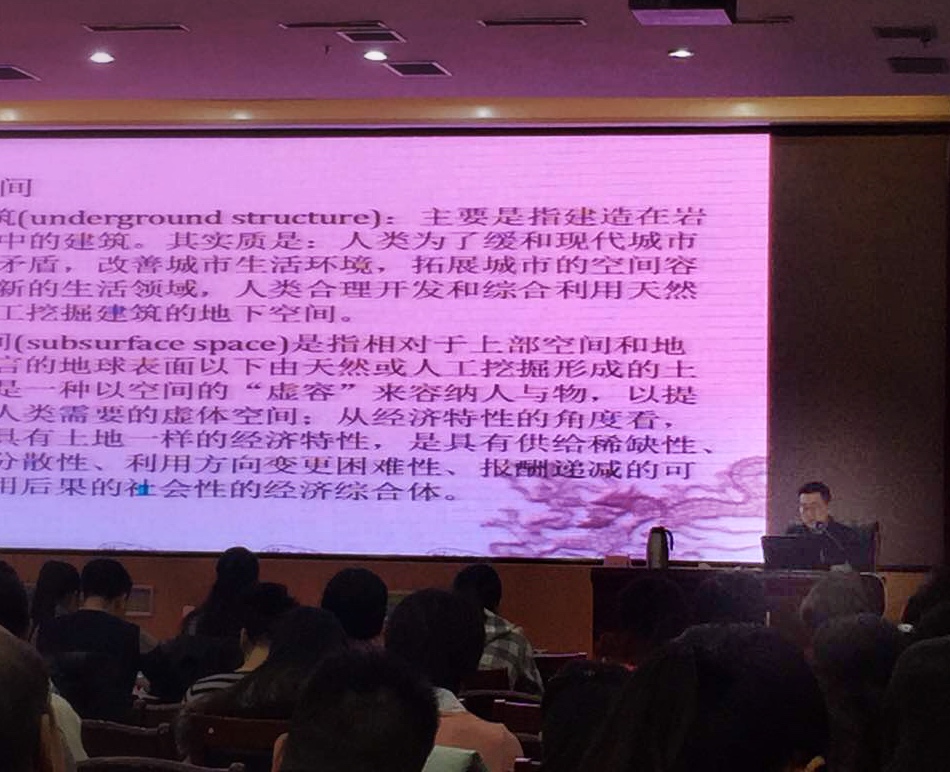 间
筑(underground structure)：主要是指建造在岩
中的建筑。其实质是：人类为了缓和现代城市
矛盾，改善城市生活环境，拓展城市的空间容
新的生活领域，人类合理开发和综合利用天然
工挖掘建筑的地下空间。
间(subsurface space)是指相对于上部空间和地
言的地球表面以下由天然或人工挖掘形成的土
是一种以空间的“虚容”来容纳人与物，以提
人类需要的虚体空间；从经济特性的角度看，
具有土地一样的经济特性，是具有供给稀缺性、
分散性、利用方向变更困难性、报酬递减的可
用后果的社会性的经济综合体。